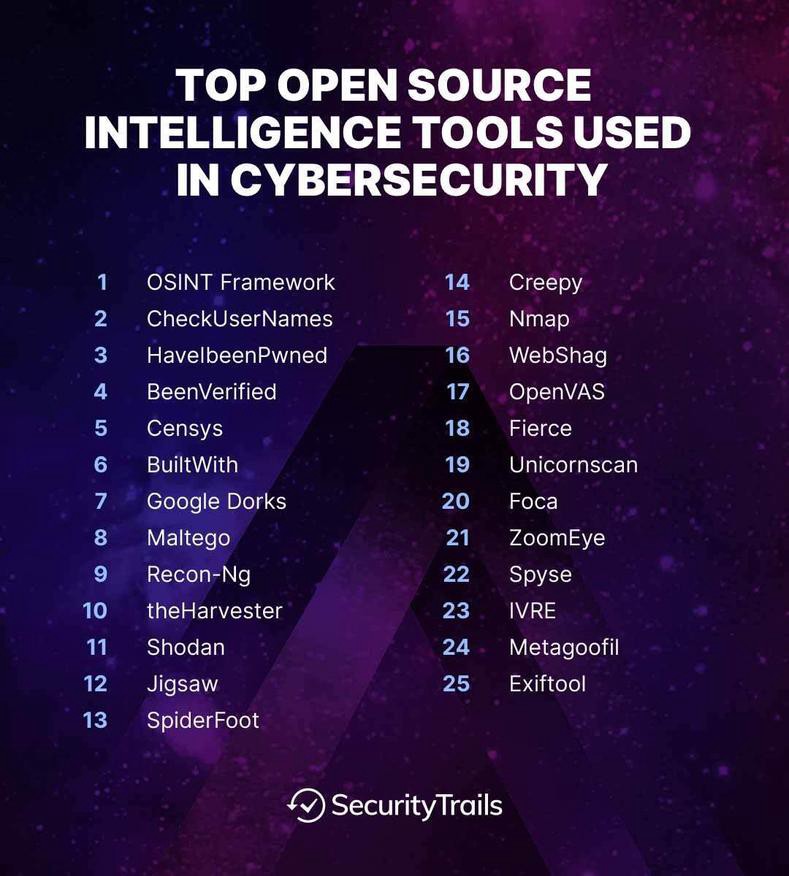 TOP OPEN SOURCE
INTELLIGENCE TOOLS USED
IN CYBERSECURITY
1 OSINT Framework
2 CheckUserNames
3 HaveIbeenPwned
4 BeenVerified
5 Censys
6 BuiltWith
7 Google Dorks
8 Maltego
9 Recon-Ng
10 theHarvester
11 Shodan
12 Jigsaw
13 SpiderFoot
14 Creepy
15 Nmap
16 WebShag
17 OpenVAS
18 Fierce
19 Unicornscan
20 Foca
21 ZoomEye
22 Spyse
23 IVRE
24 Metagoofil
25 Exiftool
SecurityTrails